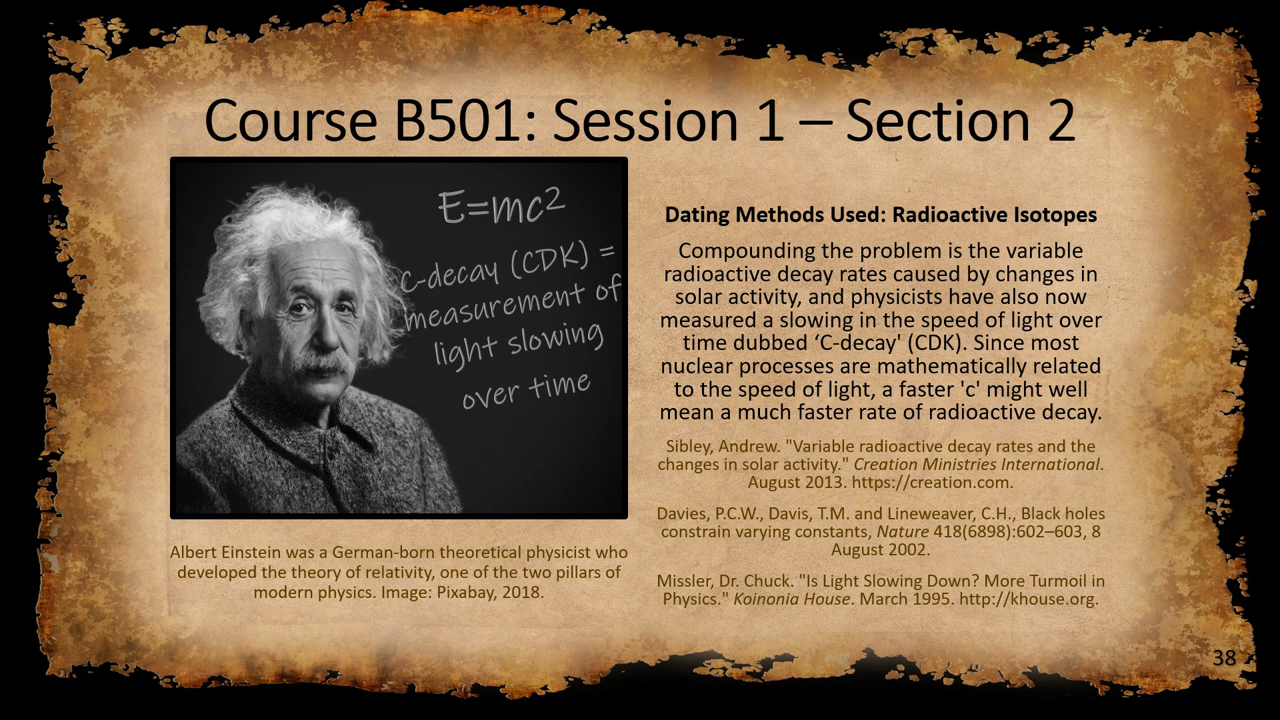 Course B501: Session 1 – Section 2
E=mc2
C-decay (CDK) =
measurement of
light slowing
over time
Albert Einstein was a German-born theoretical physicist who
developed the theory of relativity, one of the two pillars of
modern physics. Image: Pixabay, 2018.
Dating Methods Used: Radioactive Isotopes
Compounding the problem is the variable
radioactive decay rates caused by changes in
solar activity, and physicists have also now
measured a slowing in the speed of light over
time dubbed ‘C-decay' (CDK). Since most
nuclear processes are mathematically related
to the speed of light, a faster 'c' might well
mean a much faster rate of radioactive decay.
Sibley, Andrew. "Variable radioactive decay rates and the
changes in solar activity." Creation Ministries International.
August 2013. https://creation.com.
Davies, P.C.W., Davis, T.M. and Lineweaver, C.H., Black holes
constrain varying constants, Nature 418(6898):602–603, 8
August 2002.
Missler, Dr. Chuck. "Is Light Slowing Down? More Turmoil in
Physics." Koinonia House. March 1995. http://khouse.org.
38